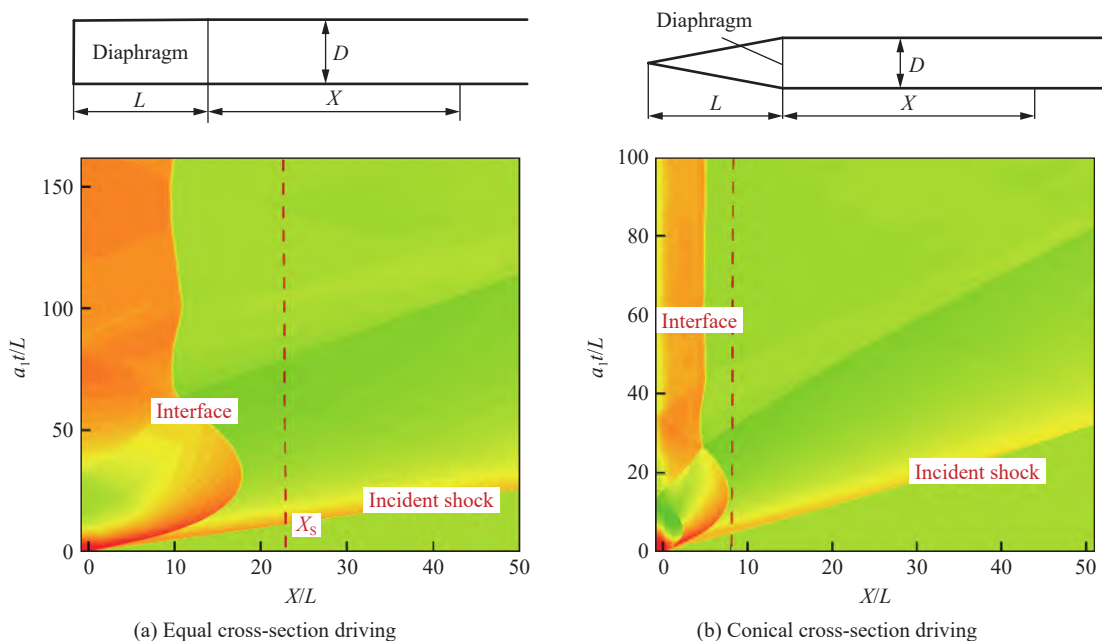 Diaphragm
D
L
X
a₁t/L
150
100
50
0
Interface
Incident shock
Xₛ
0
10
20
30
40
50
X/L
(a) Equal cross-section driving
Diaphragm
D
L
X
a₁t/L
100
80
60
40
20
0
Interface
Incident shock
0
10
20
30
40
50
X/L
(b) Conical cross-section driving